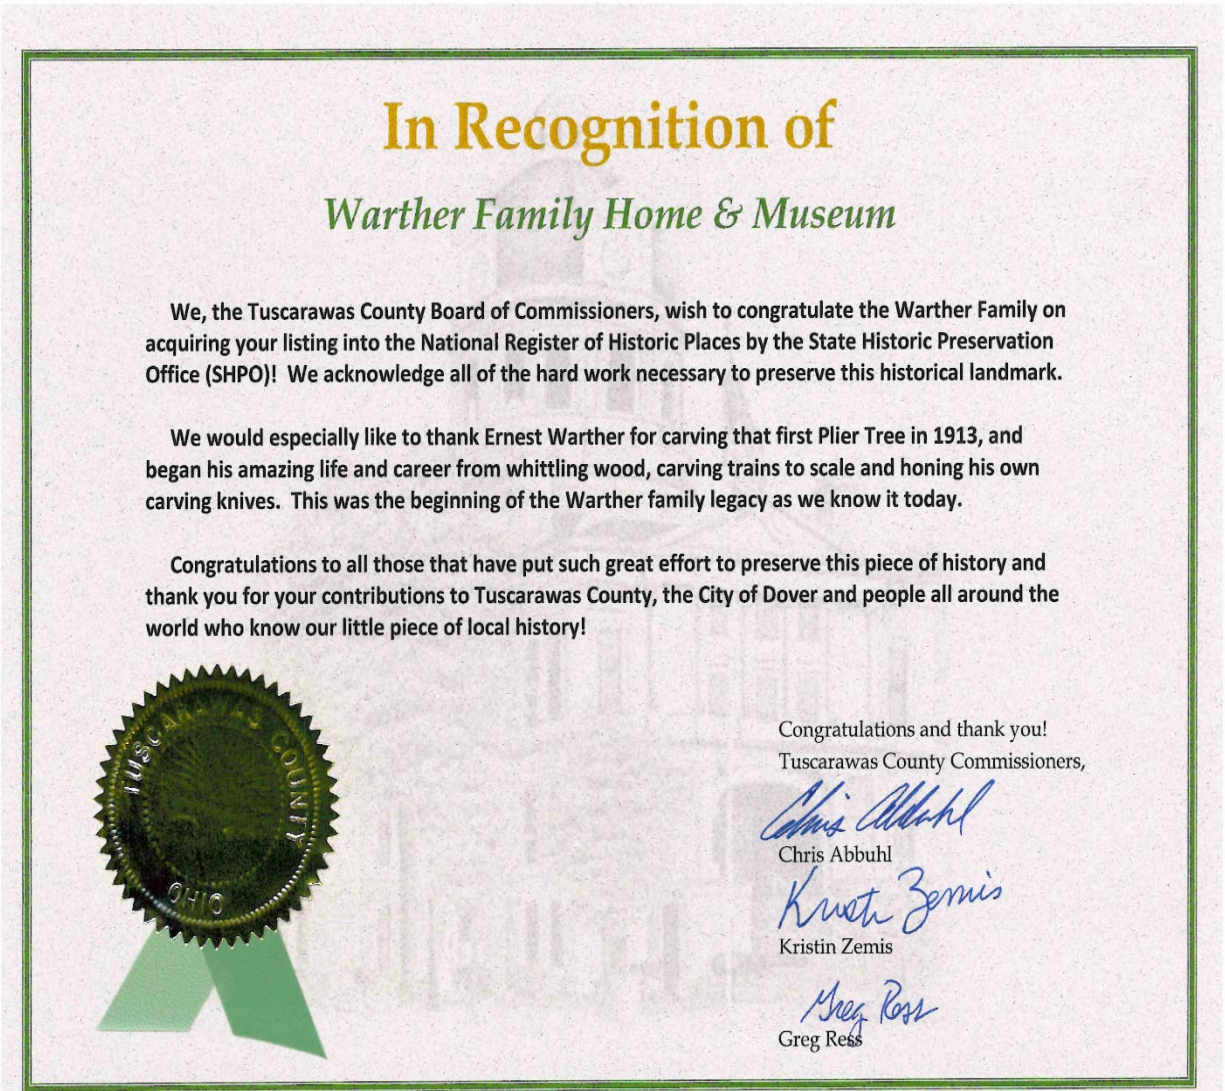 In Recognition of
Warther Family Home & Museum
We, the Tuscarawas County Board of Commissioners, wish to congratulate the Warther Family on
acquiring your listing into the National Register of Historic Places by the State Historic Preservation
Office (SHPO)!  We acknowledge all of the hard work necessary to preserve this historical landmark.
We would especially like to thank Ernest Warther for carving that first Plier Tree in 1913, and
began his amazing life and career from whittling wood, carving trains to scale and honing his own
carving knives.  This was the beginning of the Warther family legacy as we know it today.
Congratulations to all those that have put such great effort to preserve this piece of history and
thank you for your contributions to Tuscarawas County, the City of Dover and people all around the
world who know our little piece of local history!
TUSCARAWAS COUNTY
OHIO
Congratulations and thank you!
Tuscarawas County Commissioners,
Chris Abbuhl
Chris Abbuhl
Kristin Zemis
Kristin Zemis
Greg Ress
Greg Ress